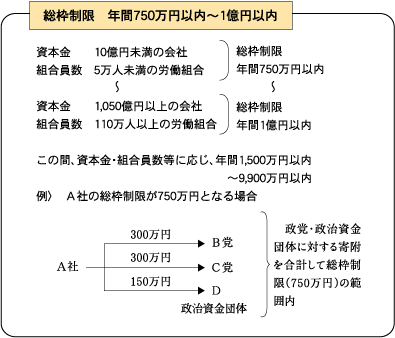 総枠制限　年間750万円以内～1億円以内
資本金　10億円未満の会社
組合員数　5万人未満の労働組合
総枠制限
年間750万円以内
～
～
資本金　1,050億円以上の会社
組合員数　110万人以上の労働組合
総枠制限
年間1億円以内
この間、資本金・組合員数等に応じ、年間1,500万円以内
～9,900万円以内
例〉　A社の総枠制限が750万円となる場合
A社
300万円
B党
300万円
C党
150万円
D
政治資金団体
政党・政治資金
団体に対する寄附
を合計して総枠制
限（750万円）の範
囲内